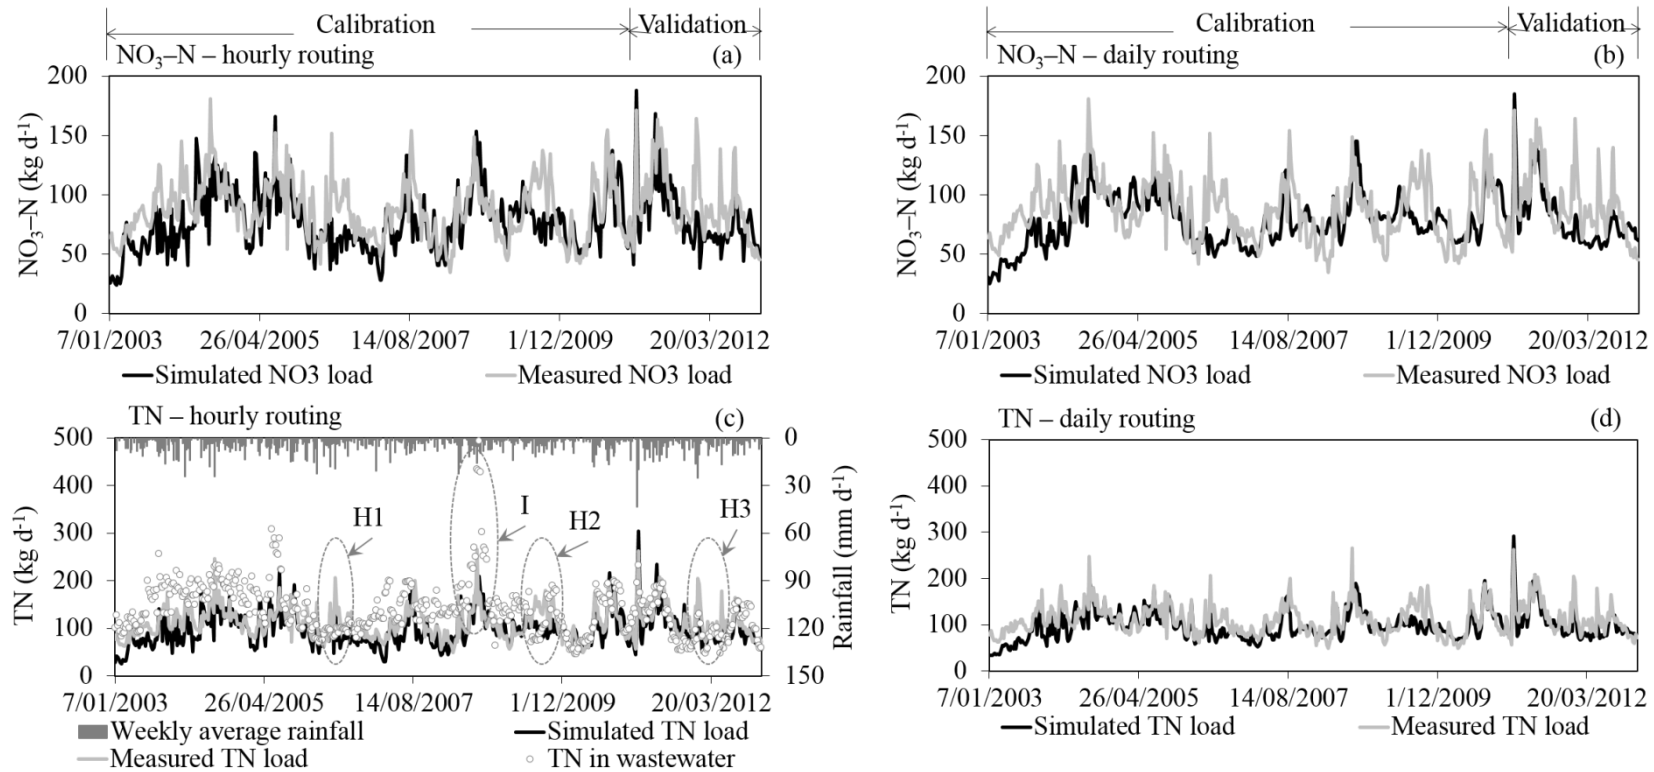 Calibration
Validation
NO₃–N – hourly routing
(a)
NO₃–N (kg d⁻¹)
200
150
100
50
0
7/01/2003
26/04/2005
14/08/2007
1/12/2009
20/03/2012
Simulated NO3 load
Measured NO3 load
Calibration
Validation
NO₃–N – daily routing
(b)
NO₃–N (kg d⁻¹)
200
150
100
50
0
7/01/2003
26/04/2005
14/08/2007
1/12/2009
20/03/2012
Simulated NO3 load
Measured NO3 load
TN – hourly routing
(c)
TN (kg d⁻¹)
500
400
300
200
100
0
H1
I
H2
H3
0
30
60
90
120
150
Rainfall (mm d⁻¹)
7/01/2003
26/04/2005
14/08/2007
1/12/2009
20/03/2012
Weekly average rainfall
Simulated TN load
Measured TN load
TN in wastewater
TN – daily routing
(d)
TN (kg d⁻¹)
500
400
300
200
100
0
7/01/2003
26/04/2005
14/08/2007
1/12/2009
20/03/2012
Simulated TN load
Measured TN load